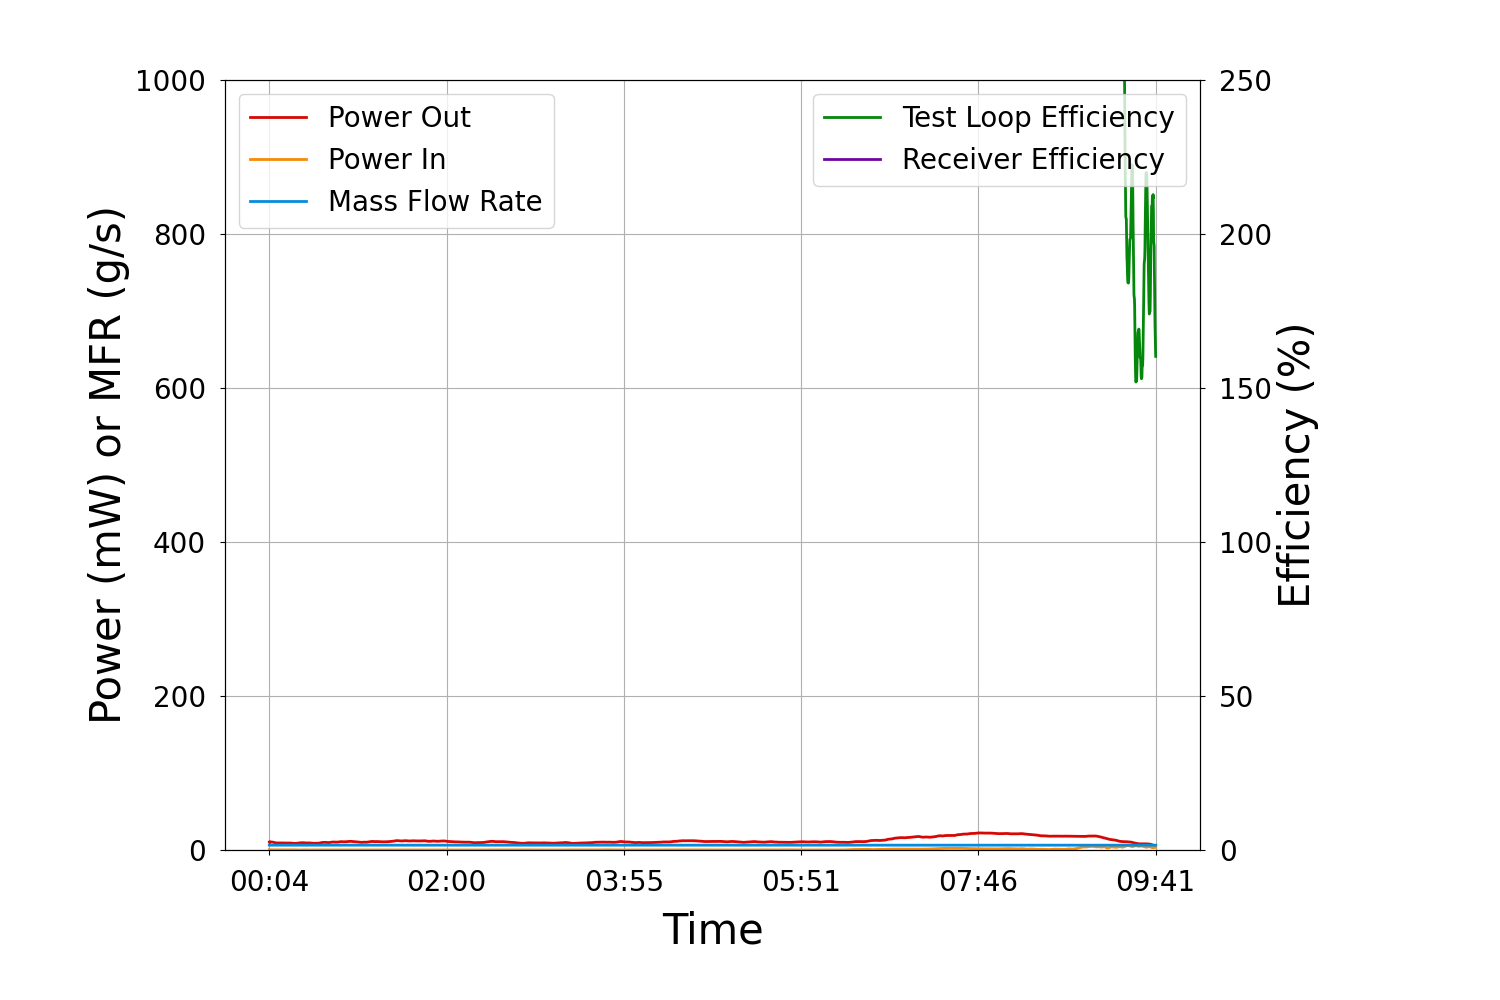 1000
800
600
400
200
0
Power (mW) or MFR (g/s)
Power Out
Power In
Mass Flow Rate
Test Loop Efficiency
Receiver Efficiency
250
200
150
100
50
0
Efficiency (%)
00:04 02:00 03:55 05:51 07:46 09:41
Time